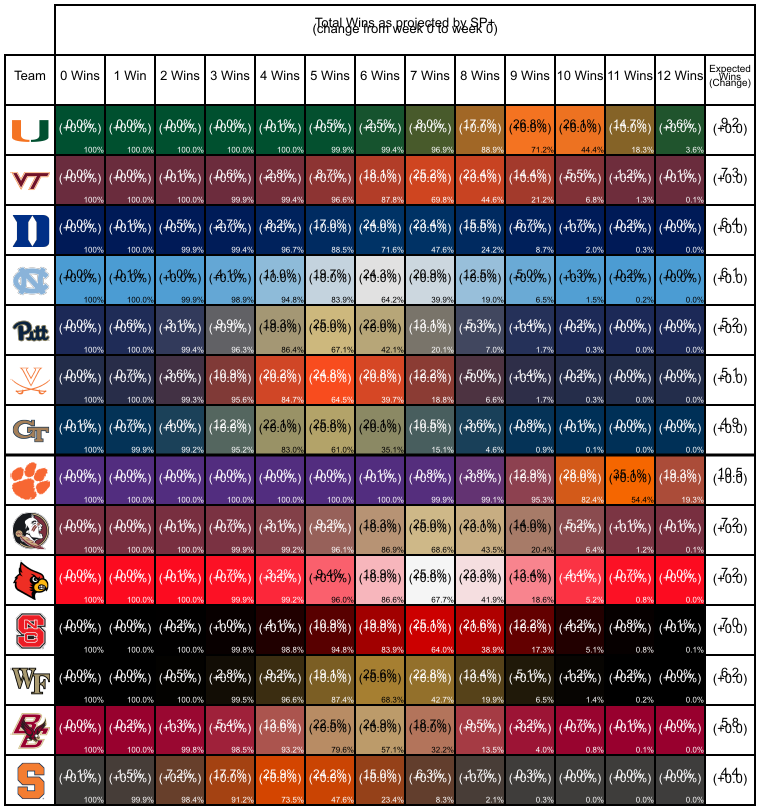 Total Wins as projected by SP+
(change from week 0 to week 0)
Team 0 Wins 1 Win 2 Wins 3 Wins 4 Wins 5 Wins 6 Wins 7 Wins 8 Wins 9 Wins 10 Wins 11 Wins 12 Wins Expected Wins (Change)
U 0.0% 0.0% 0.0% 0.0% 0.1% 0.5% 2.5% 8.0% 17.7% 26.8% 26.1% 14.7% 3.6% 9.2
(+0.0%) (+0.0%) (+0.0%) (+0.0%) (+0.0%) (+0.0%) (+0.0%) (+0.0%) (+0.0%) (+0.0%) (+0.0%) (+0.0%) (+0.0%) (+0.0)
100% 100.0% 100.0% 100.0% 100.0% 99.9% 99.4% 96.9% 88.9% 71.2% 44.4% 18.3% 3.6%
VT 0.0% 0.0% 0.1% 0.6% 2.8% 8.7% 18.1% 25.2% 23.4% 14.4% 5.5% 1.2% 0.1% 7.3
(+0.0%) (+0.0%) (+0.0%) (+0.0%) (+0.0%) (+0.0%) (+0.0%) (+0.0%) (+0.0%) (+0.0%) (+0.0%) (+0.0%) (+0.0%) (+0.0)
100% 100.0% 100.0% 99.9% 99.4% 96.6% 87.8% 69.8% 44.6% 21.2% 6.8% 1.3% 0.1%
D 0.0% 0.1% 0.5% 2.7% 8.2% 17.0% 24.0% 23.4% 15.5% 6.7% 1.7% 0.3% 0.0% 6.4
(+0.0%) (+0.0%) (+0.0%) (+0.0%) (+0.0%) (+0.0%) (+0.0%) (+0.0%) (+0.0%) (+0.0%) (+0.0%) (+0.0%) (+0.0%) (+0.0)
100% 100.0% 99.9% 99.4% 96.7% 88.5% 71.6% 47.6% 24.2% 8.7% 2.0% 0.3% 0.0%
NC 0.0% 0.1% 1.0% 4.1% 11.0% 19.7% 24.3% 20.9% 12.5% 5.0% 1.3% 0.2% 0.0% 6.1
(+0.0%) (+0.0%) (+0.0%) (+0.0%) (+0.0%) (+0.0%) (+0.0%) (+0.0%) (+0.0%) (+0.0%) (+0.0%) (+0.0%) (+0.0%) (+0.0)
100% 100.0% 99.9% 98.9% 94.8% 83.9% 64.2% 39.9% 19.0% 6.5% 1.5% 0.2% 0.0%
Pitt 0.0% 0.6% 3.1% 9.9% 19.3% 25.0% 22.0% 13.1% 5.3% 1.4% 0.2% 0.0% 0.0% 5.2
(+0.0%) (+0.0%) (+0.0%) (+0.0%) (+0.0%) (+0.0%) (+0.0%) (+0.0%) (+0.0%) (+0.0%) (+0.0%) (+0.0%) (+0.0%) (+0.0)
100% 100.0% 99.4% 96.3% 86.4% 67.1% 42.1% 20.1% 7.0% 1.7% 0.3% 0.0% 0.0%
V 0.0% 0.7% 3.6% 10.9% 20.2% 24.8% 20.8% 12.2% 5.0% 1.4% 0.2% 0.0% 0.0% 5.1
(+0.0%) (+0.0%) (+0.0%) (+0.0%) (+0.0%) (+0.0%) (+0.0%) (+0.0%) (+0.0%) (+0.0%) (+0.0%) (+0.0%) (+0.0%) (+0.0)
100% 100.0% 99.3% 95.6% 84.7% 64.5% 39.7% 18.8% 6.6% 1.7% 0.3% 0.0% 0.0%
GT 0.1% 0.7% 4.0% 12.2% 22.1% 25.8% 20.1% 10.5% 3.6% 0.8% 0.1% 0.0% 0.0% 4.9
(+0.0%) (+0.0%) (+0.0%) (+0.0%) (+0.0%) (+0.0%) (+0.0%) (+0.0%) (+0.0%) (+0.0%) (+0.0%) (+0.0%) (+0.0%) (+0.0)
100% 99.9% 99.2% 95.2% 83.0% 61.0% 35.1% 15.1% 4.6% 0.9% 0.1% 0.0% 0.0%
0.0% 0.0% 0.0% 0.0% 0.0% 0.0% 0.1% 0.8% 3.8% 12.9% 28.0% 35.1% 19.3% 10.5
(+0.0%) (+0.0%) (+0.0%) (+0.0%) (+0.0%) (+0.0%) (+0.0%) (+0.0%) (+0.0%) (+0.0%) (+0.0%) (+0.0%) (+0.0%) (+0.0)
100% 100.0% 100.0% 100.0% 100.0% 100.0% 100.0% 99.9% 99.1% 95.3% 82.4% 54.4% 19.3%
0.0% 0.0% 0.1% 0.7% 3.1% 9.2% 18.3% 25.0% 23.1% 14.0% 5.2% 1.1% 0.1% 7.2
(+0.0%) (+0.0%) (+0.0%) (+0.0%) (+0.0%) (+0.0%) (+0.0%) (+0.0%) (+0.0%) (+0.0%) (+0.0%) (+0.0%) (+0.0%) (+0.0)
100% 100.0% 100.0% 99.9% 99.2% 96.1% 86.9% 68.6% 43.5% 20.4% 6.4% 1.2% 0.1%
0.0% 0.0% 0.1% 0.7% 3.2% 9.4% 18.9% 25.8% 23.3% 13.4% 4.4% 0.7% 0.0% 7.2
(+0.0%) (+0.0%) (+0.0%) (+0.0%) (+0.0%) (+0.0%) (+0.0%) (+0.0%) (+0.0%) (+0.0%) (+0.0%) (+0.0%) (+0.0%) (+0.0)
100% 100.0% 100.0% 99.9% 99.2% 96.0% 86.6% 67.7% 41.9% 18.6% 5.2% 0.8% 0.0%
NCS 0.0% 0.0% 0.2% 1.0% 4.1% 10.9% 19.9% 25.1% 21.6% 12.2% 4.2% 0.8% 0.1% 7.0
(+0.0%) (+0.0%) (+0.0%) (+0.0%) (+0.0%) (+0.0%) (+0.0%) (+0.0%) (+0.0%) (+0.0%) (+0.0%) (+0.0%) (+0.0%) (+0.0)
100% 100.0% 100.0% 99.8% 98.8% 94.8% 83.9% 64.0% 38.9% 17.3% 5.1% 0.8% 0.1%
WF 0.0% 0.0% 0.5% 2.8% 9.2% 19.1% 25.6% 22.8% 13.4% 5.1% 1.2% 0.2% 0.0% 6.2
(+0.0%) (+0.0%) (+0.0%) (+0.0%) (+0.0%) (+0.0%) (+0.0%) (+0.0%) (+0.0%) (+0.0%) (+0.0%) (+0.0%) (+0.0%) (+0.0)
100% 100.0% 100.0% 99.5% 96.6% 87.4% 68.3% 42.7% 19.9% 6.5% 1.4% 0.2% 0.0%
BC 0.0% 0.2% 1.3% 5.4% 13.6% 22.5% 24.9% 18.7% 9.5% 3.2% 0.7% 0.1% 0.0% 5.8
(+0.0%) (+0.0%) (+0.0%) (+0.0%) (+0.0%) (+0.0%) (+0.0%) (+0.0%) (+0.0%) (+0.0%) (+0.0%) (+0.0%) (+0.0%) (+0.0)
100% 100.0% 99.8% 98.5% 93.2% 79.6% 57.1% 32.2% 13.5% 4.0% 0.8% 0.1% 0.0%
S 0.1% 1.5% 7.2% 17.7% 25.9% 24.2% 15.0% 6.3% 1.7% 0.3% 0.0% 0.0% 0.0% 4.4
(+0.0%) (+0.0%) (+0.0%) (+0.0%) (+0.0%) (+0.0%) (+0.0%) (+0.0%) (+0.0%) (+0.0%) (+0.0%) (+0.0%) (+0.0%) (+0.0)
100% 99.9% 98.4% 91.2% 73.5% 47.6% 23.4% 8.3% 2.1% 0.3% 0.0% 0.0% 0.0%